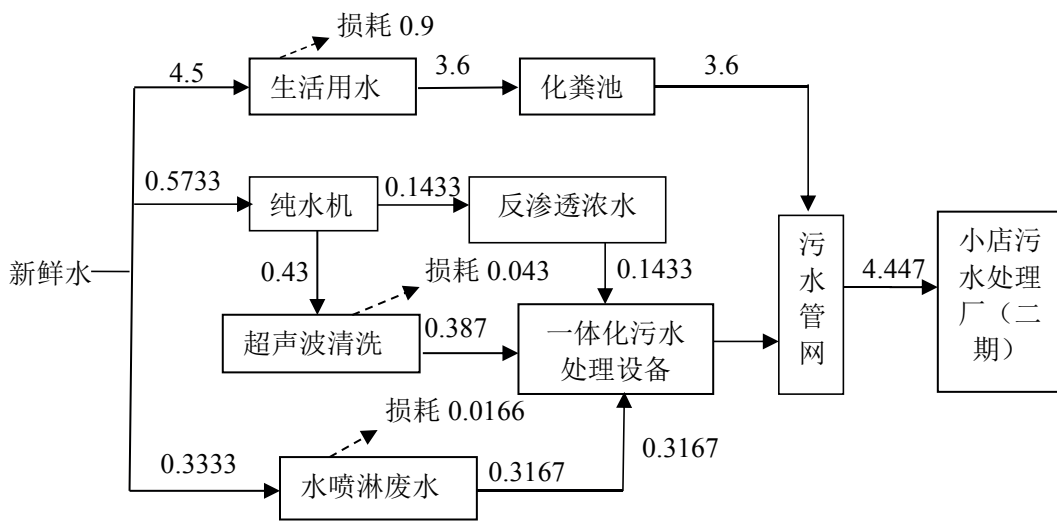 损耗 0.9
4.5
生活用水
3.6
化粪池
3.6
0.5733
纯水机
0.1433
反渗透浓水
新鲜水
0.43
损耗 0.043
0.1433
污
水
管
网
4.447
小店污
水处理
厂（二
期）
超声波清洗
0.387
一体化污水
处理设备
损耗 0.0166
0.3333
水喷淋废水
0.3167
0.3167